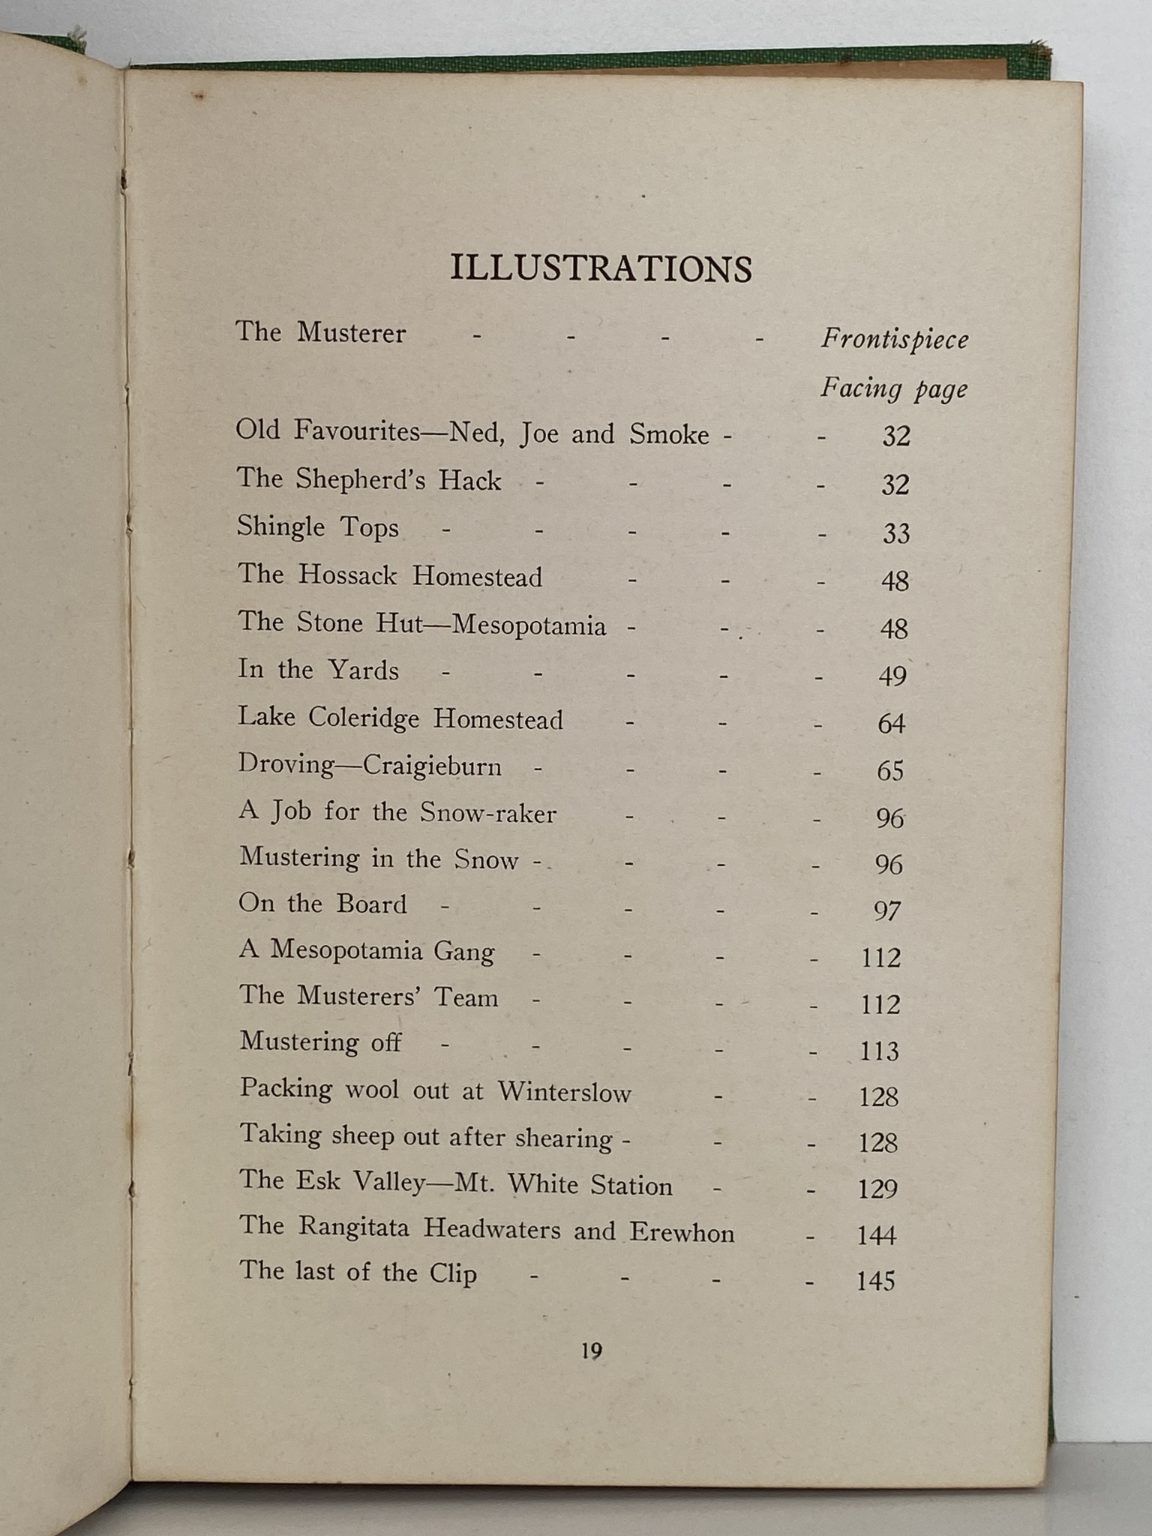 ILLUSTRATIONS
The Musterer - - - - Frontispiece
Facing page
Old Favourites—Ned, Joe and Smoke - - 32
The Shepherd's Hack - - - - 32
Shingle Tops - - - - - 33
The Hossack Homestead - - - 48
The Stone Hut—Mesopotamia - - - 48
In the Yards - - - - - 49
Lake Coleridge Homestead - - - 64
Droving—Craigieburn - - - - 65
A Job for the Snow-raker - - - 96
Mustering in the Snow - - - - 96
On the Board - - - - - 97
A Mesopotamia Gang - - - - 112
The Musterers' Team - - - - 112
Mustering off - - - - - 113
Packing wool out at Winterslow - - 128
Taking sheep out after shearing - - - 128
The Esk Valley—Mt. White Station - - 129
The Rangitata Headwaters and Erewhon - 144
The last of the Clip - - - - 145
19